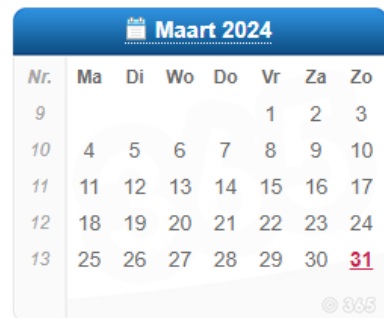 Maart 2024
Nr. Ma Di Wo Do Vr Za Zo
9 1 2 3
10 4 5 6 7 8 9 10
11 11 12 13 14 15 16 17
12 18 19 20 21 22 23 24
13 25 26 27 28 29 30 31
365